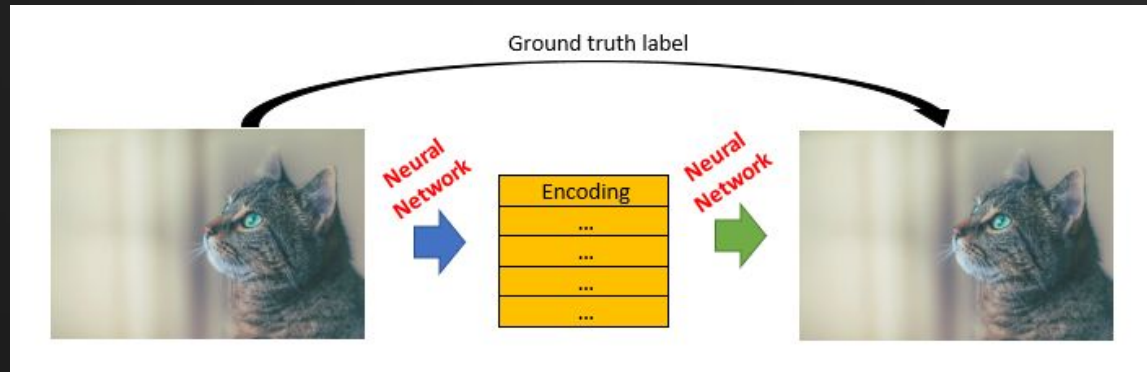 Ground truth label
Neural
Network
Encoding
...
...
...
...
Neural
Network